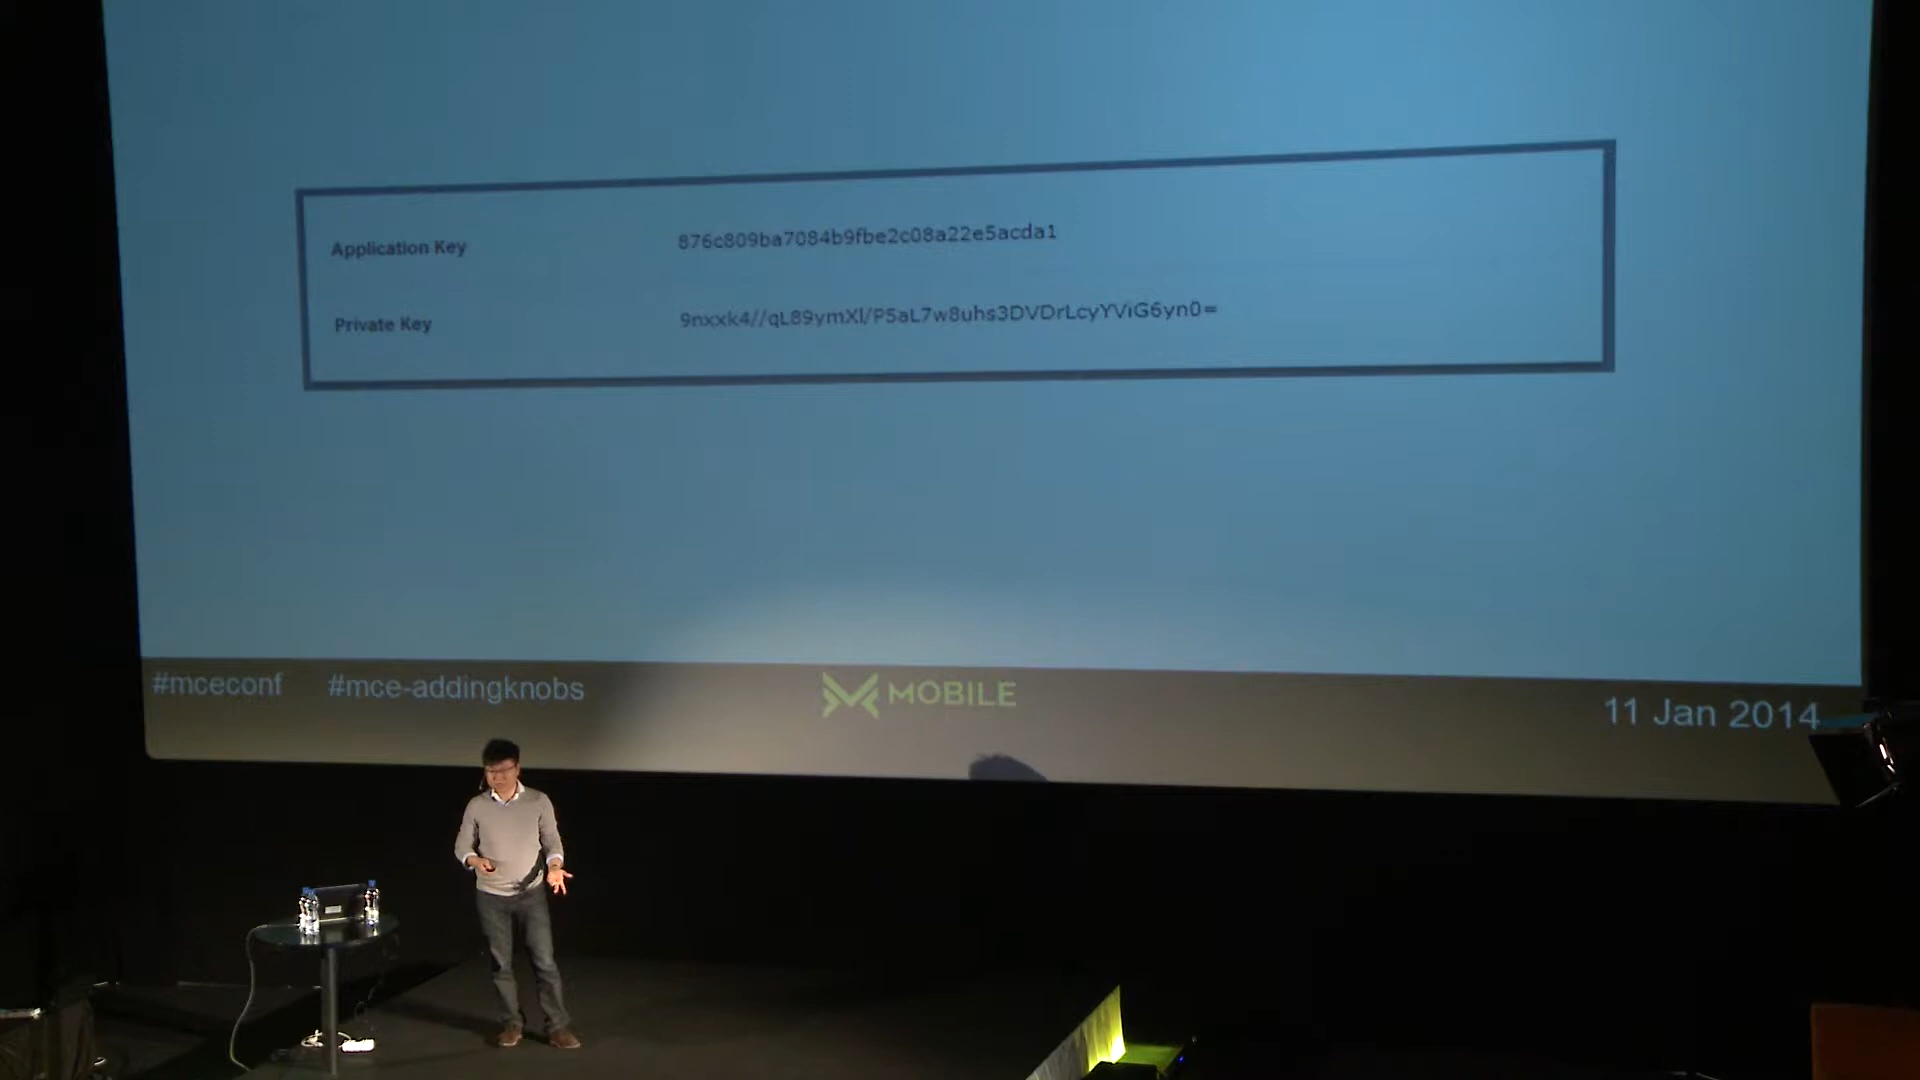 Application Key 876c809ba7084b9fbe2c08a22e5acda1
Private Key 9nxxk4//qL89ymXl/P5aL7w8uhs3DVDrLcyYViG6yn0=
#mceconf #mce-addingknobs MOBILE 11 Jan 2014